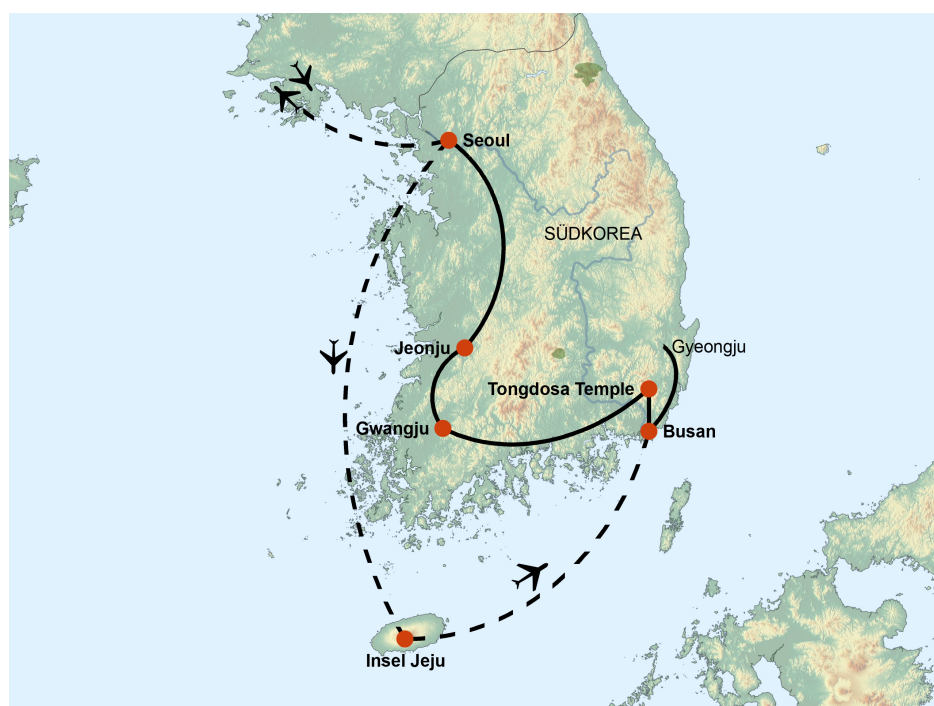 Seoul
SÜDKOREA
Jeonju
Gyeongju
Tongdosa Temple
Gwangju
Busan
Insel Jeju